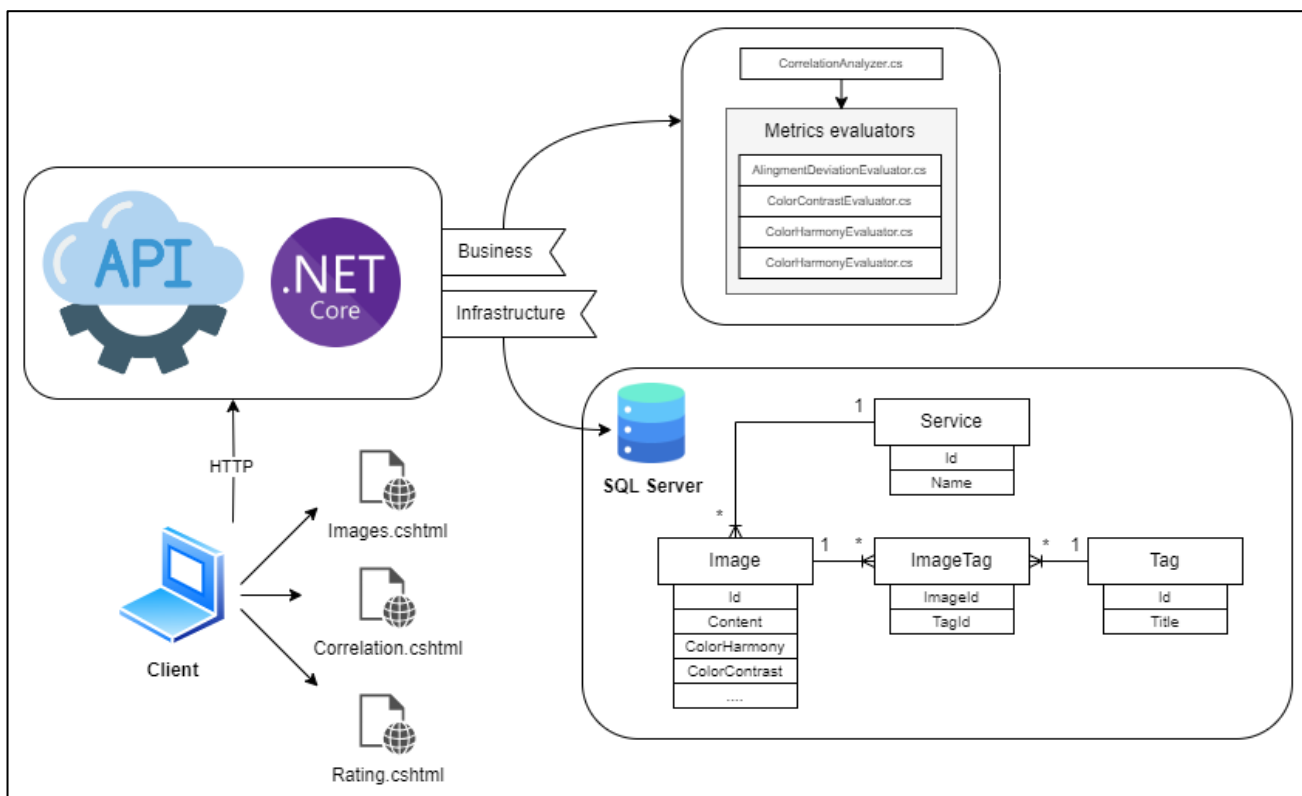 CorrelationAnalyzer.cs
Metrics evaluators
AlingmentDeviationEvaluator.cs
ColorContrastEvaluator.cs
ColorHarmonyEvaluator.cs
ColorHarmonyEvaluator.cs
API
.NET
Core
Business
Infrastructure
HTTP
Client
Images.cshtml
Correlation.cshtml
Rating.cshtml
SQL Server
1
Service
Id
Name
*
Image
Id
Content
ColorHarmony
ColorContrast
....
1
*
ImageTag
ImageId
TagId
*
1
Tag
Id
Title